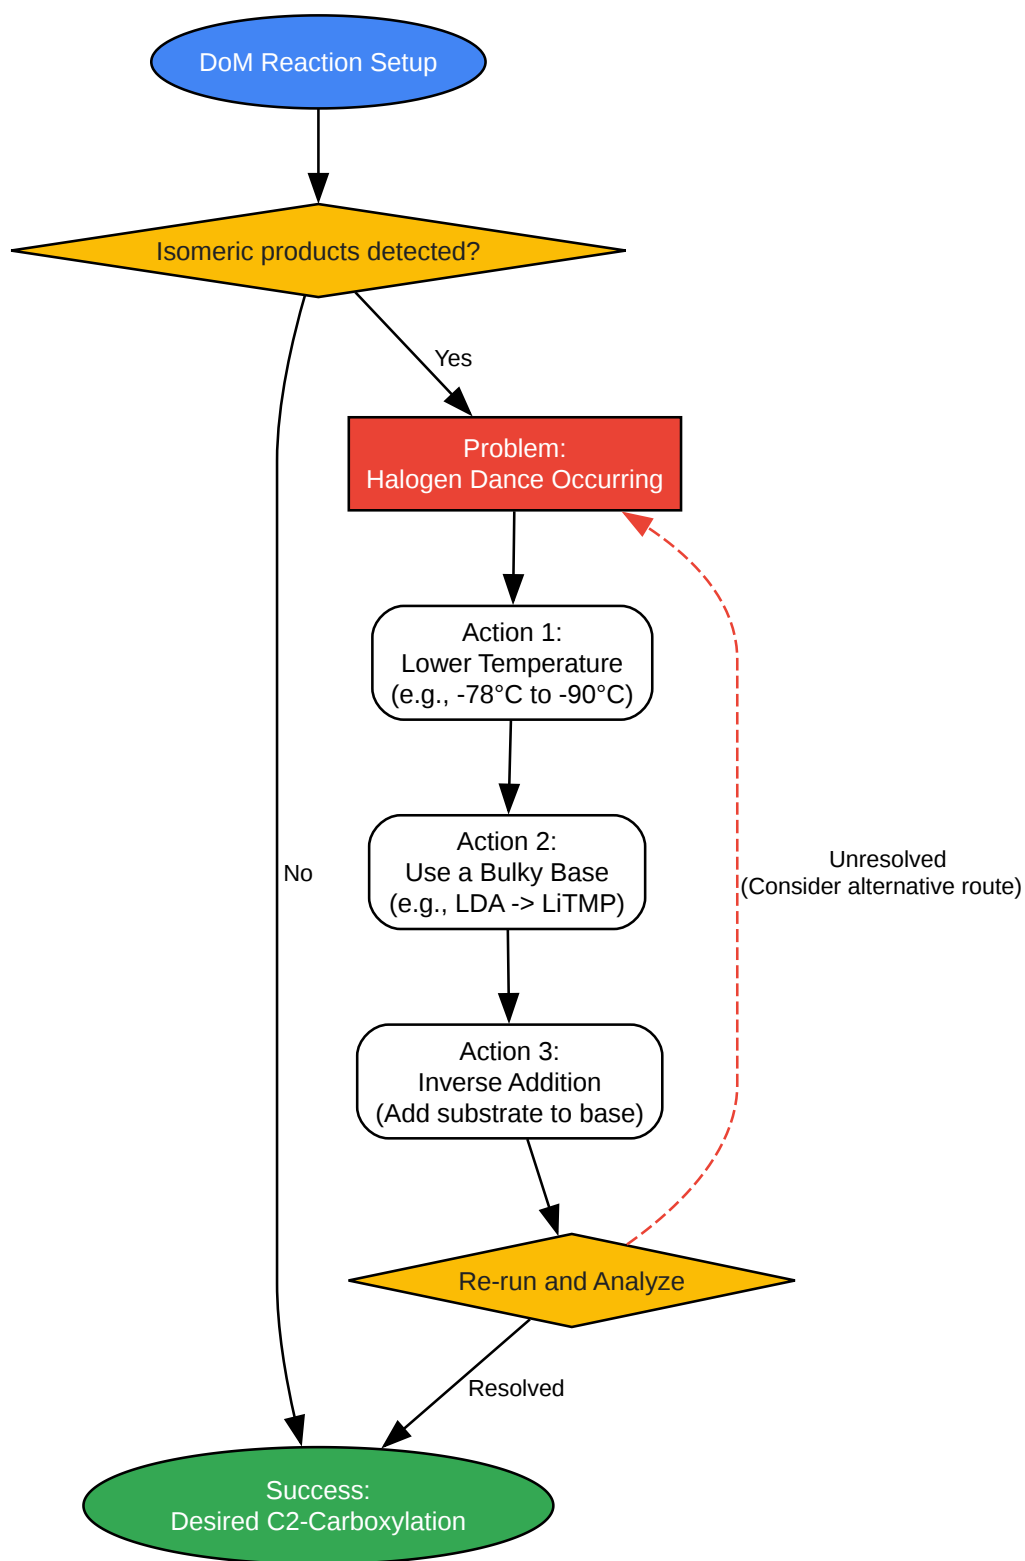 DoM Reaction Setup
Isomeric products detected?
Yes
Problem:
Halogen Dance Occurring
Action 1:
Lower Temperature
(e.g., -78°C to -90°C)
Action 2:
Use a Bulky Base
(e.g., LDA -> LiTMP)
No
Unresolved
(Consider alternative route)
Action 3:
Inverse Addition
(Add substrate to base)
Re-run and Analyze
Resolved
Success:
Desired C2-Carboxylation